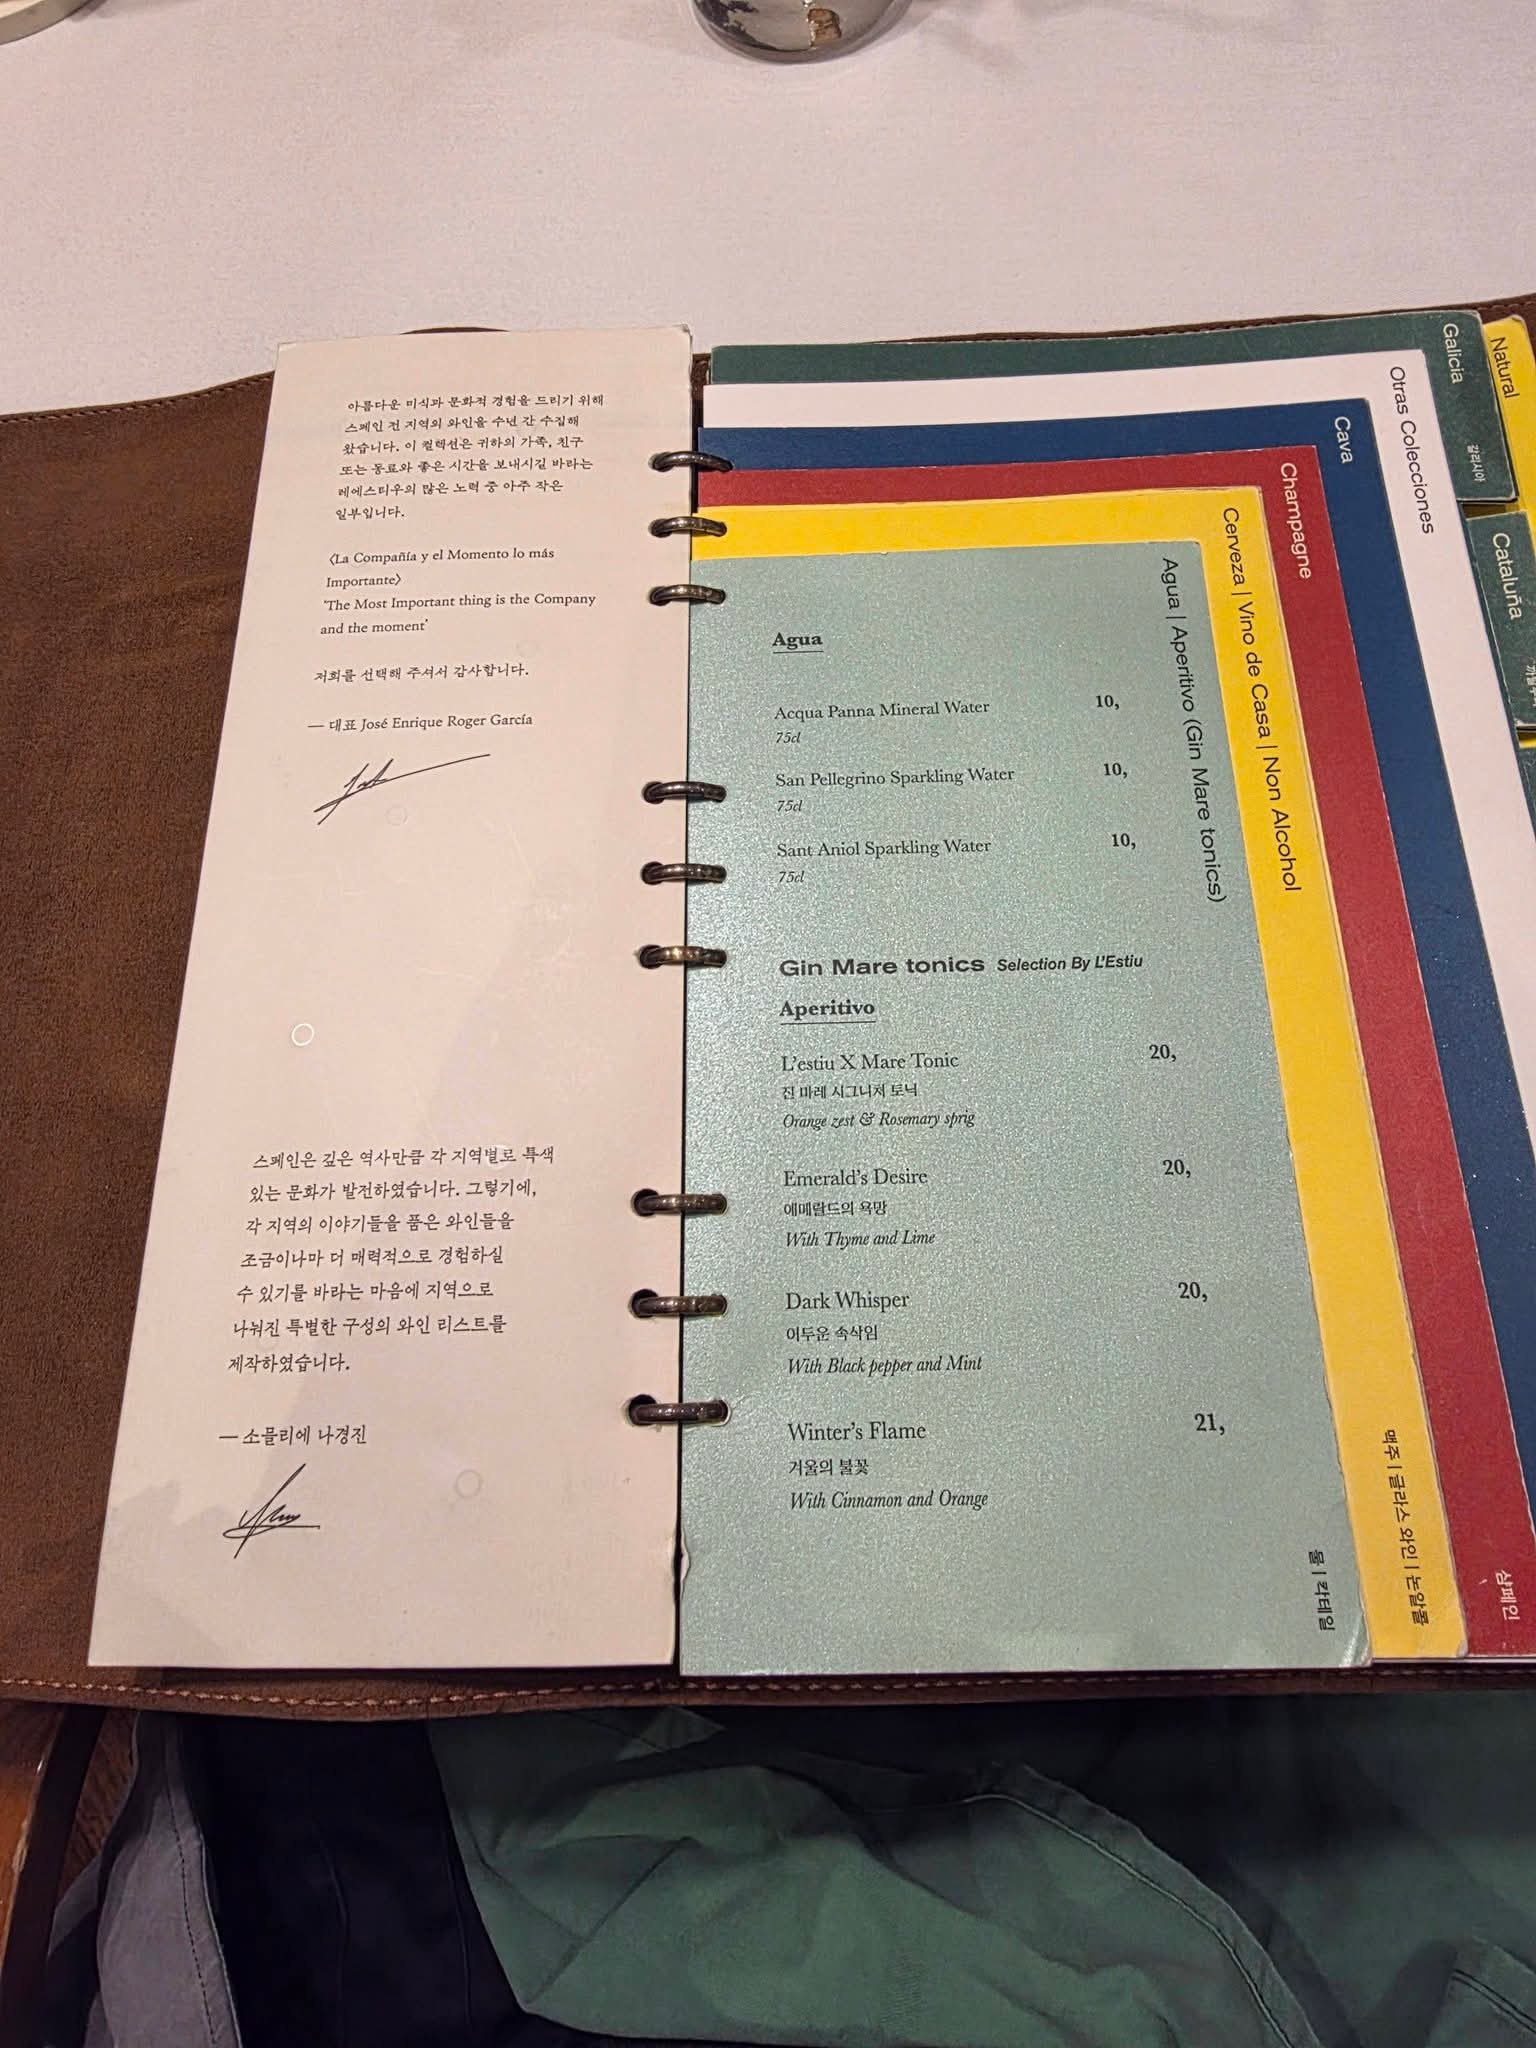 아름다운 미식과 문화적 경험을 드리기 위해
스페인 전 지역의 와인을 수년 간 수집해
왔습니다. 이 컬렉션은 귀하의 가족, 친구
또는 동료와 좋은 시간을 보내시길 바라는
레에스티우의 많은 노력 중 아주 작은
일부입니다.
〈La Compañía y el Momento lo más
Importante〉
'The Most Important thing is the Company
and the moment'
저희를 선택해 주셔서 감사합니다.
— 대표 José Enrique Roger García
스페인은 깊은 역사만큼 각 지역별로 특색
있는 문화가 발전하였습니다. 그렇기에,
각 지역의 이야기들을 품은 와인들을
조금이나마 더 매력적으로 경험하실
수 있기를 바라는 마음에 지역으로
나눠진 특별한 구성의 와인 리스트를
제작하였습니다.
— 소믈리에 나경진
Agua
Acqua Panna Mineral Water 10,
75cl
San Pellegrino Sparkling Water 10,
75cl
Sant Aniol Sparkling Water 10,
75cl
Gin Mare tonics Selection By L'Estiu
Aperitivo
L'estiu X Mare Tonic 20,
진 마레 시그니처 토닉
Orange zest & Rosemary sprig
Emerald's Desire 20,
에메랄드의 욕망
With Thyme and Lime
Dark Whisper 20,
어두운 속삭임
With Black pepper and Mint
Winter's Flame 21,
겨울의 불꽃
With Cinnamon and Orange
Agua | Aperitivo (Gin Mare tonics)
물 | 칵테일
Cerveza | Vino de Casa | Non Alcohol
맥주 | 글라스 와인 | 논알콜
Champagne
샴페인
Cava
Otras Colecciones
Galicia
갈리시아
Natural
Cataluña